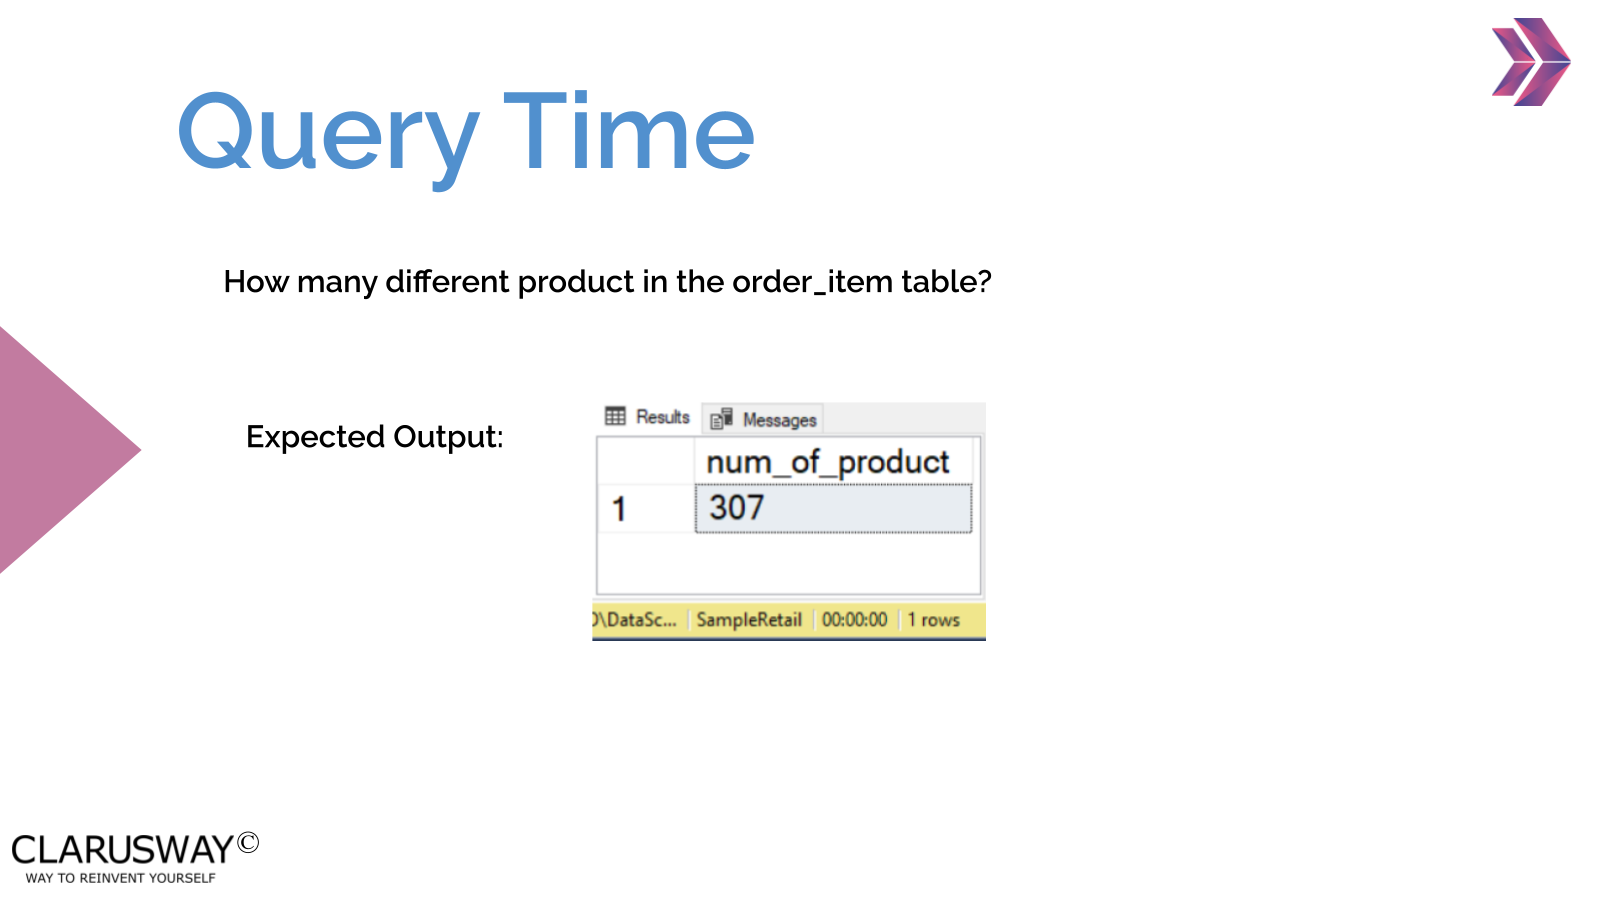 Query Time
How many different product in the order_item table?
Expected Output:
Results Messages
num_of_product
1 307
SampleRetail 00:00:00 1 rows
CLARUSWAY©
WAY TO REINVENT YOURSELF